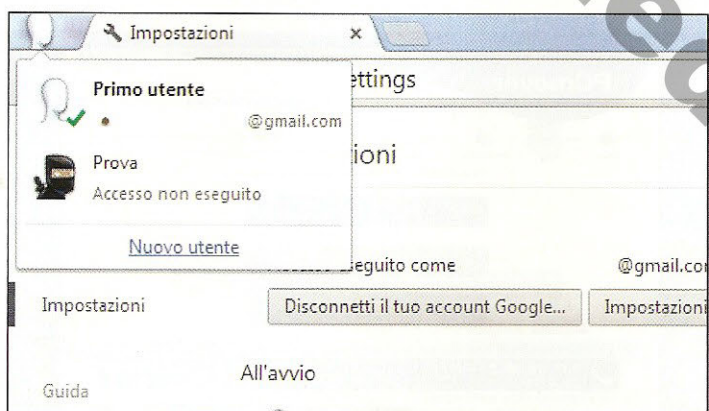 Impostazioni
ettings
Primo utente
@gmail.com
ioni
Prova
Accesso non eseguito
Nuovo utente
eseguito come
@gmail.co
Impostazioni
Disconnetti il tuo account Google...
Impostazioni
All'avvio
Guida